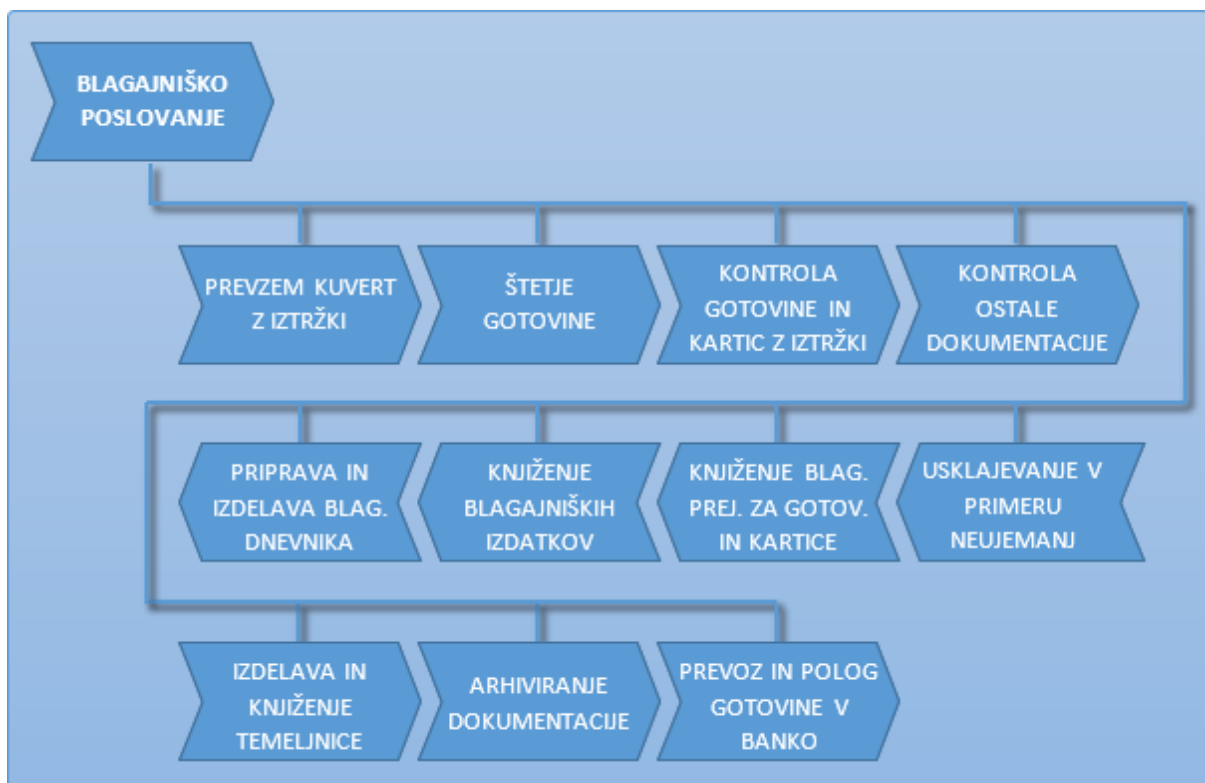 BLAGAJNIŠKO
POSLOVANJE
PREVZEM KUVERT
Z IZTRŽKI
ŠTETJE
GOTOVINE
KONTROLA
GOTOVINE IN
KARTIC Z IZTRŽKI
KONTROLA
OSTALE
DOKUMENTACIJE
PRIPRAVA IN
IZDELAVA BLAG.
DNEVNIKA
KNJIŽENJE
BLAGAJNIŠKIH
IZDATKOV
KNJIŽENJE BLAG.
PREJ. ZA GOTOV.
IN KARTICE
USKLAJEVANJE V
PRIMERU
NEUJEMANJ
IZDELAVA IN
KNJIŽENJE
TEMELJNICE
ARHIVIRANJE
DOKUMENTACIJE
PREVOZ IN POLOG
GOTOVINE V
BANKO